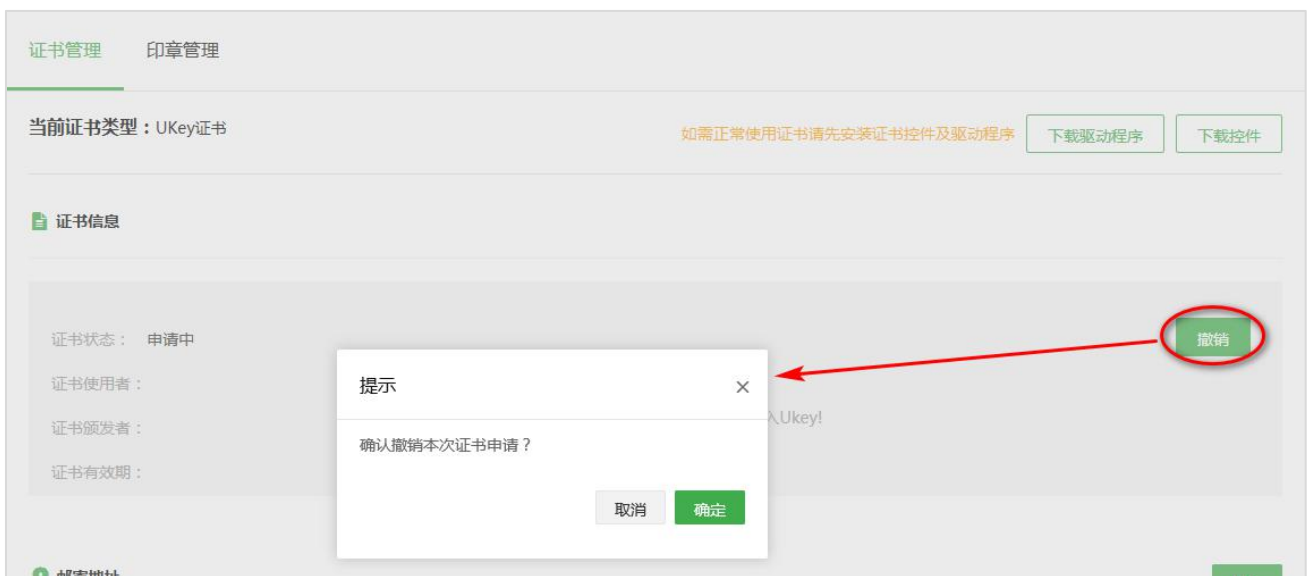 证书管理 印章管理
当前证书类型：UKey证书 如需正常使用证书请先安装证书控件及驱动程序 下载驱动程序 下载控件
证书信息
证书状态： 申请中 撤销
证书使用者：
提示 ×
入Ukey!
证书颁发者：
确认撤销本次证书申请？
证书有效期：
取消 确定
邮寄地址